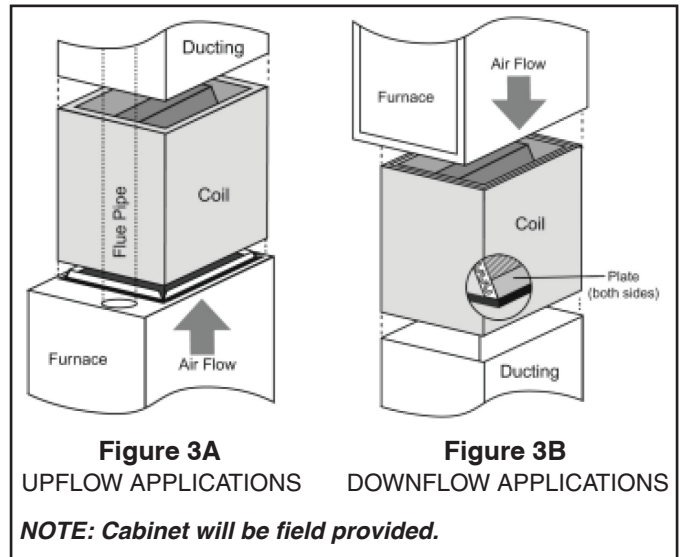 Ducting
Flue Pipe
Coil
Furnace
Air Flow
Figure 3A
UPFLOW APPLICATIONS
Air Flow
Furnace
Coil
Plate
(both sides)
Ducting
Figure 3B
DOWNFLOW APPLICATIONS
NOTE: Cabinet will be field provided.